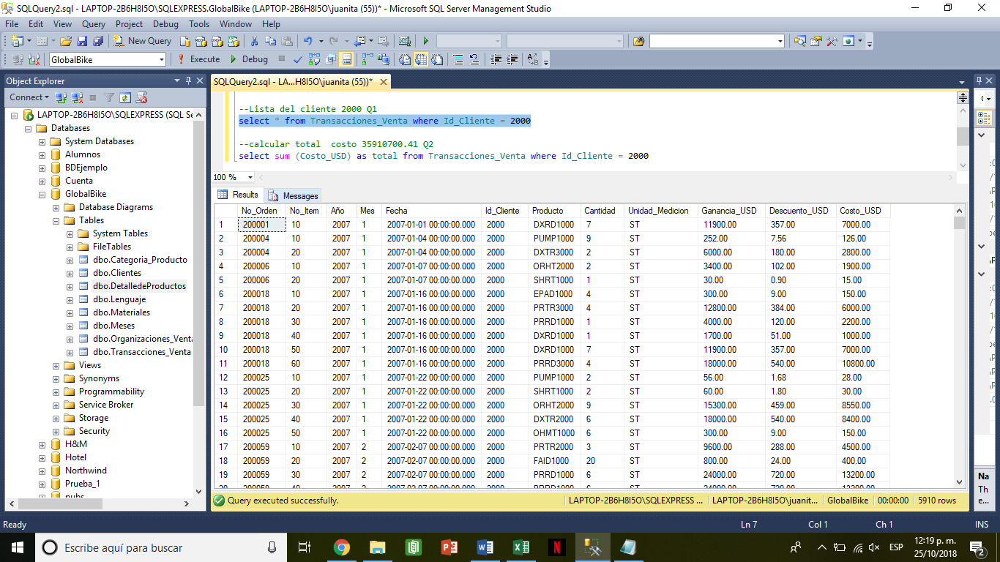 SQLQuery2.sql - LAPTOP-2B6H8I5O\SQLEXPRESS.GlobalBike (LAPTOP-2B6H8I5O\juanita (55))* - Microsoft SQL Server Management Studio
File Edit View Query Project Debug Tools Window Help
New Query
GlobalBike Execute Debug
Object Explorer
Connect
LAPTOP-2B6H8I5O\SQLEXPRESS (SQL Se
Databases
System Databases
Alumnos
BDEjemplo
Cuenta
GlobalBike
Database Diagrams
Tables
System Tables
FileTables
dbo.Categoria_Producto
dbo.Clientes
dbo.DetalledeProductos
dbo.Lenguaje
dbo.Materiales
dbo.Meses
dbo.Organizaciones_Venta
dbo.Transacciones_Venta
Views
Synonyms
Programmability
Service Broker
Storage
Security
H&M
Hotel
Northwind
Prueba_1
pubs
SQLQuery2.sql - LA...H8I5O\juanita (55))*
--Lista del cliente 2000 Q1
select * from Transacciones_Venta where Id_Cliente = 2000
--calcular total  costo 35910700.41 Q2
select sum (Costo_USD) as total from Transacciones_Venta where Id_Cliente = 2000
100 %
Results Messages
No_Orden No_Item Año Mes Fecha Id_Cliente Producto Cantidad Unidad_Medicion Ganancia_USD Descuento_USD Costo_USD
1 200001 10 2007 1 2007-01-01 00:00:00.000 2000 DXRD1000 7 ST 11900.00 357.00 7000.00
2 200004 10 2007 1 2007-01-04 00:00:00.000 2000 PUMP1000 9 ST 252.00 7.56 126.00
3 200004 20 2007 1 2007-01-04 00:00:00.000 2000 DXTR3000 2 ST 6000.00 180.00 2800.00
4 200006 10 2007 1 2007-01-07 00:00:00.000 2000 ORHT2000 2 ST 3400.00 102.00 1900.00
5 200006 20 2007 1 2007-01-07 00:00:00.000 2000 SHRT1000 1 ST 30.00 0.90 15.00
6 200018 10 2007 1 2007-01-16 00:00:00.000 2000 EPAD1000 4 ST 300.00 9.00 150.00
7 200018 20 2007 1 2007-01-16 00:00:00.000 2000 PRTR3000 4 ST 12800.00 384.00 6000.00
8 200018 30 2007 1 2007-01-16 00:00:00.000 2000 PRRD1000 1 ST 4000.00 120.00 2200.00
9 200018 40 2007 1 2007-01-16 00:00:00.000 2000 DXRD1000 1 ST 1700.00 51.00 1000.00
10 200018 50 2007 1 2007-01-16 00:00:00.000 2000 DXRD1000 7 ST 11900.00 357.00 7000.00
11 200018 60 2007 1 2007-01-16 00:00:00.000 2000 PRRD3000 4 ST 18000.00 540.00 10800.00
12 200025 10 2007 1 2007-01-22 00:00:00.000 2000 PUMP1000 2 ST 56.00 1.68 28.00
13 200025 20 2007 1 2007-01-22 00:00:00.000 2000 SHRT1000 2 ST 60.00 1.80 30.00
14 200025 30 2007 1 2007-01-22 00:00:00.000 2000 ORHT2000 9 ST 15300.00 459.00 8550.00
15 200025 40 2007 1 2007-01-22 00:00:00.000 2000 DXTR2000 6 ST 18000.00 540.00 8400.00
16 200025 50 2007 1 2007-01-22 00:00:00.000 2000 OHMT1000 6 ST 300.00 9.00 150.00
17 200059 10 2007 2 2007-02-07 00:00:00.000 2000 PRTR2000 3 ST 9600.00 288.00 4500.00
18 200059 20 2007 2 2007-02-07 00:00:00.000 2000 FAID1000 20 ST 800.00 24.00 400.00
19 200059 30 2007 2 2007-02-07 00:00:00.000 2000 PRRD1000 6 ST 24000.00 720.00 13200.00
Query executed successfully. LAPTOP-2B6H8I5O\SQLEXPRESS ... LAPTOP-2B6H8I5O\juanit... GlobalBike 00:00:00 5910 rows
Na
Th
e...
Ready Ln 7 Col 1 Ch 1 INS
Escribe aquí para buscar
ESP
12:19 p. m.
25/10/2018
2